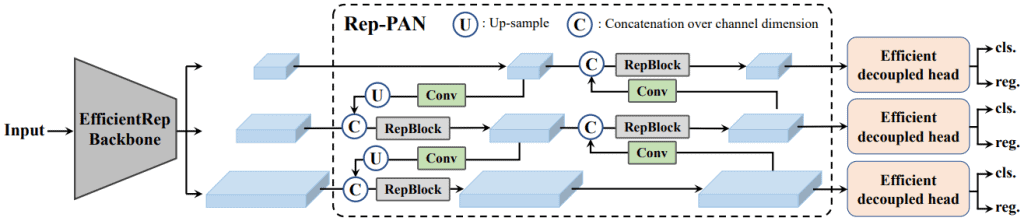 Rep-PAN U : Up-sample C : Concatenation over channel dimension
Input
EfficientRep
Backbone
C RepBlock
Efficient
decoupled head
cls.
reg.
U Conv
Conv
C RepBlock
C RepBlock
Efficient
decoupled head
cls.
reg.
U Conv
Conv
C RepBlock
Efficient
decoupled head
cls.
reg.